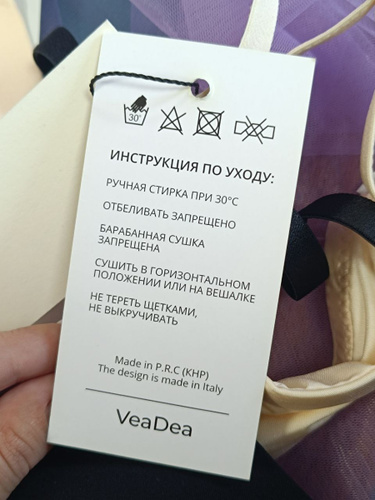 30°
ИНСТРУКЦИЯ ПО УХОДУ:
РУЧНАЯ СТИРКА ПРИ 30°C
ОТБЕЛИВАТЬ ЗАПРЕЩЕНО
БАРАБАННАЯ СУШКА
ЗАПРЕЩЕНА
СУШИТЬ В ГОРИЗОНТАЛЬНОМ
ПОЛОЖЕНИИ ИЛИ НА ВЕШАЛКЕ
НЕ ТЕРЕТЬ ЩЕТКАМИ,
НЕ ВЫКРУЧИВАТЬ
Made in P.R.C (КНР)
The design is made in Italy
VeaDea